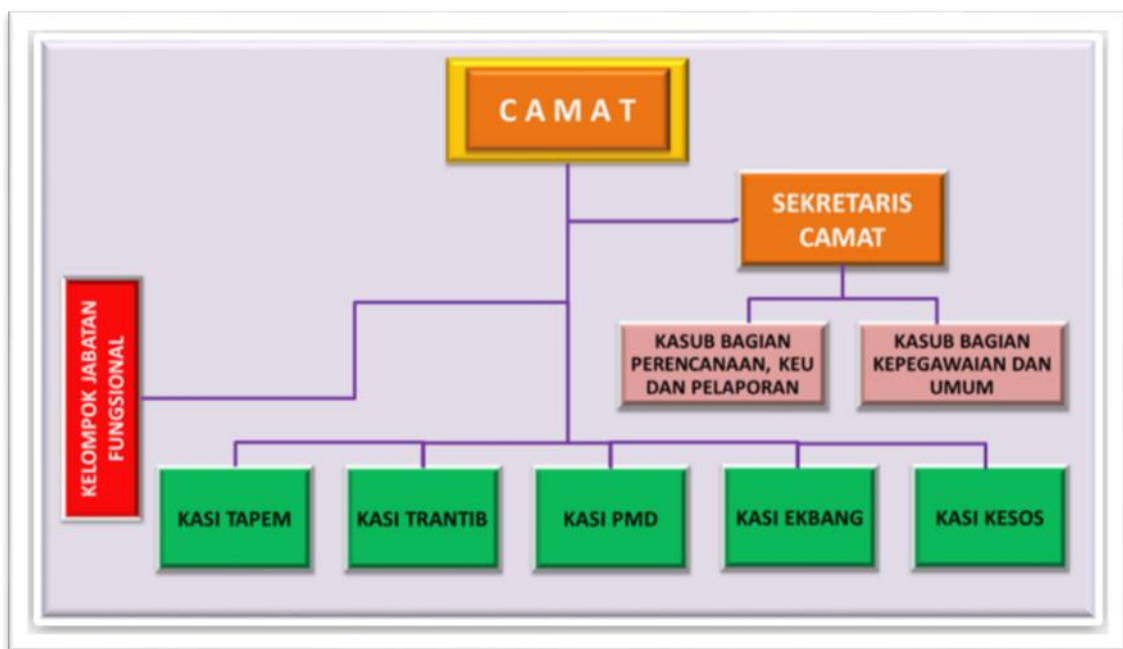 C A M A T
SEKRETARIS
CAMAT
KELOMPOK JABATAN
FUNGSIONAL
KASUB BAGIAN
PERENCANAAN, KEU
DAN PELAPORAN
KASUB BAGIAN
KEPEGAWAIAN DAN
UMUM
KASI TAPEM
KASI TRANTIB
KASI PMD
KASI EKBANG
KASI KESOS